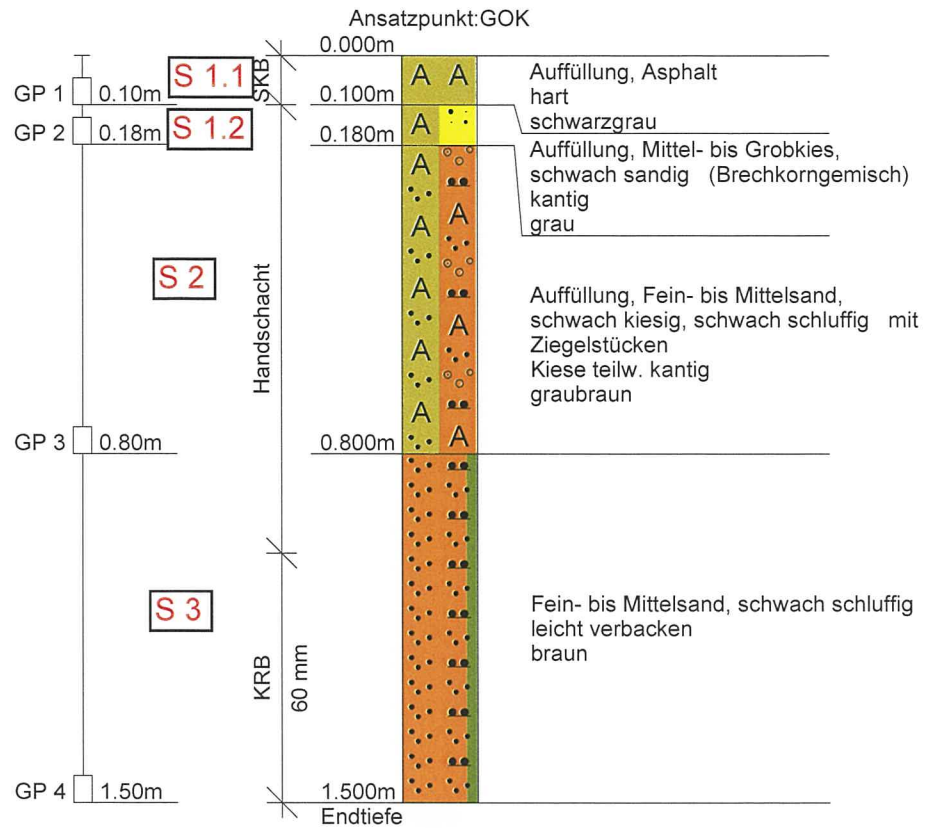 Ansatzpunkt:GOK
0.000m
SKB
S 1.1
A A
Auffüllung, Asphalt
hart
schwarzgrau
GP 1
0.10m
0.100m
S 1.2
GP 2
0.18m
0.180m
A
Auffüllung, Mittel- bis Grobkies,
schwach sandig (Brechkorngemisch)
kantig
grau
A
A
A
A
A
A
A
A
A
S 2
Handschacht
Auffüllung, Fein- bis Mittelsand,
schwach kiesig, schwach schluffig mit
Ziegelstücken
Kiese teilw. kantig
graubraun
GP 3
0.80m
0.800m
S 3
KRB
60 mm
Fein- bis Mittelsand, schwach schluffig
leicht verbacken
braun
GP 4
1.50m
1.500m
Endtiefe